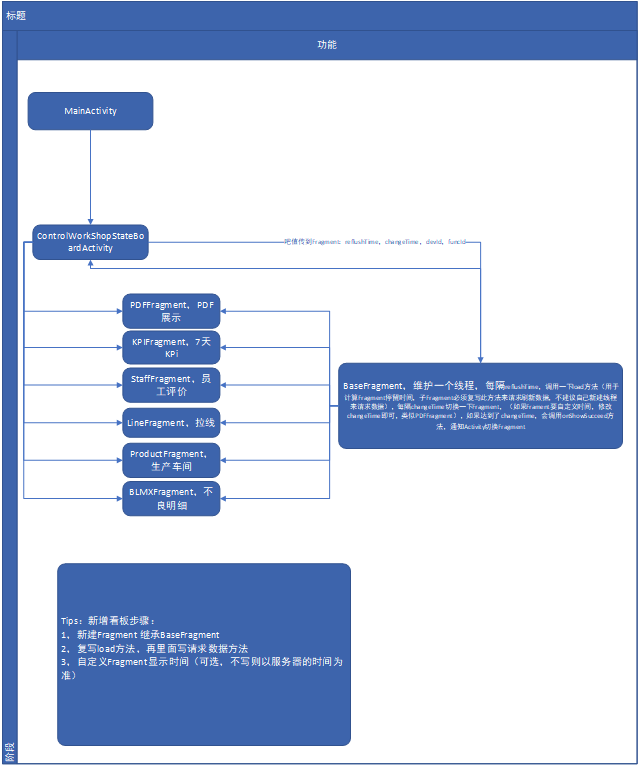 标题
功能
MainActivity
ControlWorkShopStateBo
ardActivity
把值传到Fragment：reflushTime，changeTime，devId，functId
PDFFragment，PDF
展示
KPIFragment，7天
KPi
StaffFragment，员
工评价
LineFragment，拉线
ProductFragment，
生产车间
BLMXFragment，不
良明细
BaseFragment，维护一个线程，每隔reflushTime，调用一下load方法（用于
计算Fragment停留时间，子Fragment必须复写此方法来请求刷新数据，不建议自己新建线程
来请求数据），每隔changeTime切换一下Fragment，（如果Frament要自定义时间，修改
changeTime即可，类似PDFFragment），如果达到了changeTime，会调用onShowSucceed方
法，通知Activity切换Fragment
Tips：新增看板步骤：
1，新建Fragment 继承BaseFragment
2，复写load方法，再里面写请求数据方法
3，自定义Fragment显示时间（可选，不写则以服务器的时间为
准）
阶段